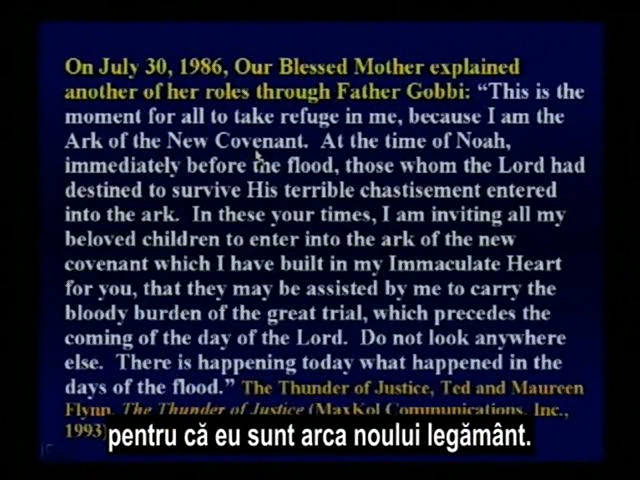 On July 30, 1986, Our Blessed Mother explained
another of her roles through Father Gobbi: “This is the
moment for all to take refuge in me, because I am the
Ark of the New Covenant. At the time of Noah,
immediately before the flood, those whom the Lord had
destined to survive His terrible chastisement entered
into the ark. In these your times, I am inviting all my
beloved children to enter into the ark of the new
covenant which I have built in my Immaculate Heart
for you, that they may be assisted by me to carry the
bloody burden of the great trial, which precedes the
coming of the day of the Lord. Do not look anywhere
else. There is happening today what happened in the
days of the flood.” The Thunder of Justice, Ted and Maureen
Flynn, The Thunder of Justice (MaxKol Communications, Inc.,
1993)
pentru că eu sunt arca noului legământ.